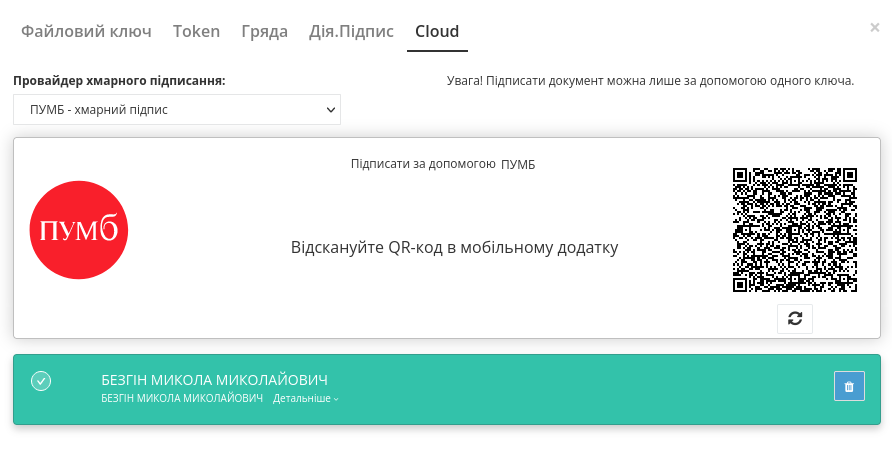 Файловий ключ Token Гряда Дія.Підпис Cloud ×
Провайдер хмарного підписання:
Увага! Підписати документ можна лише за допомогою одного ключа.
ПУМБ - хмарний підпис
Підписати за допомогою ПУМБ
ПУМБ
Відскануйте QR-код в мобільному додатку
БЕЗГІН МИКОЛА МИКОЛАЙОВИЧ
БЕЗГІН МИКОЛА МИКОЛАЙОВИЧ Детальніше